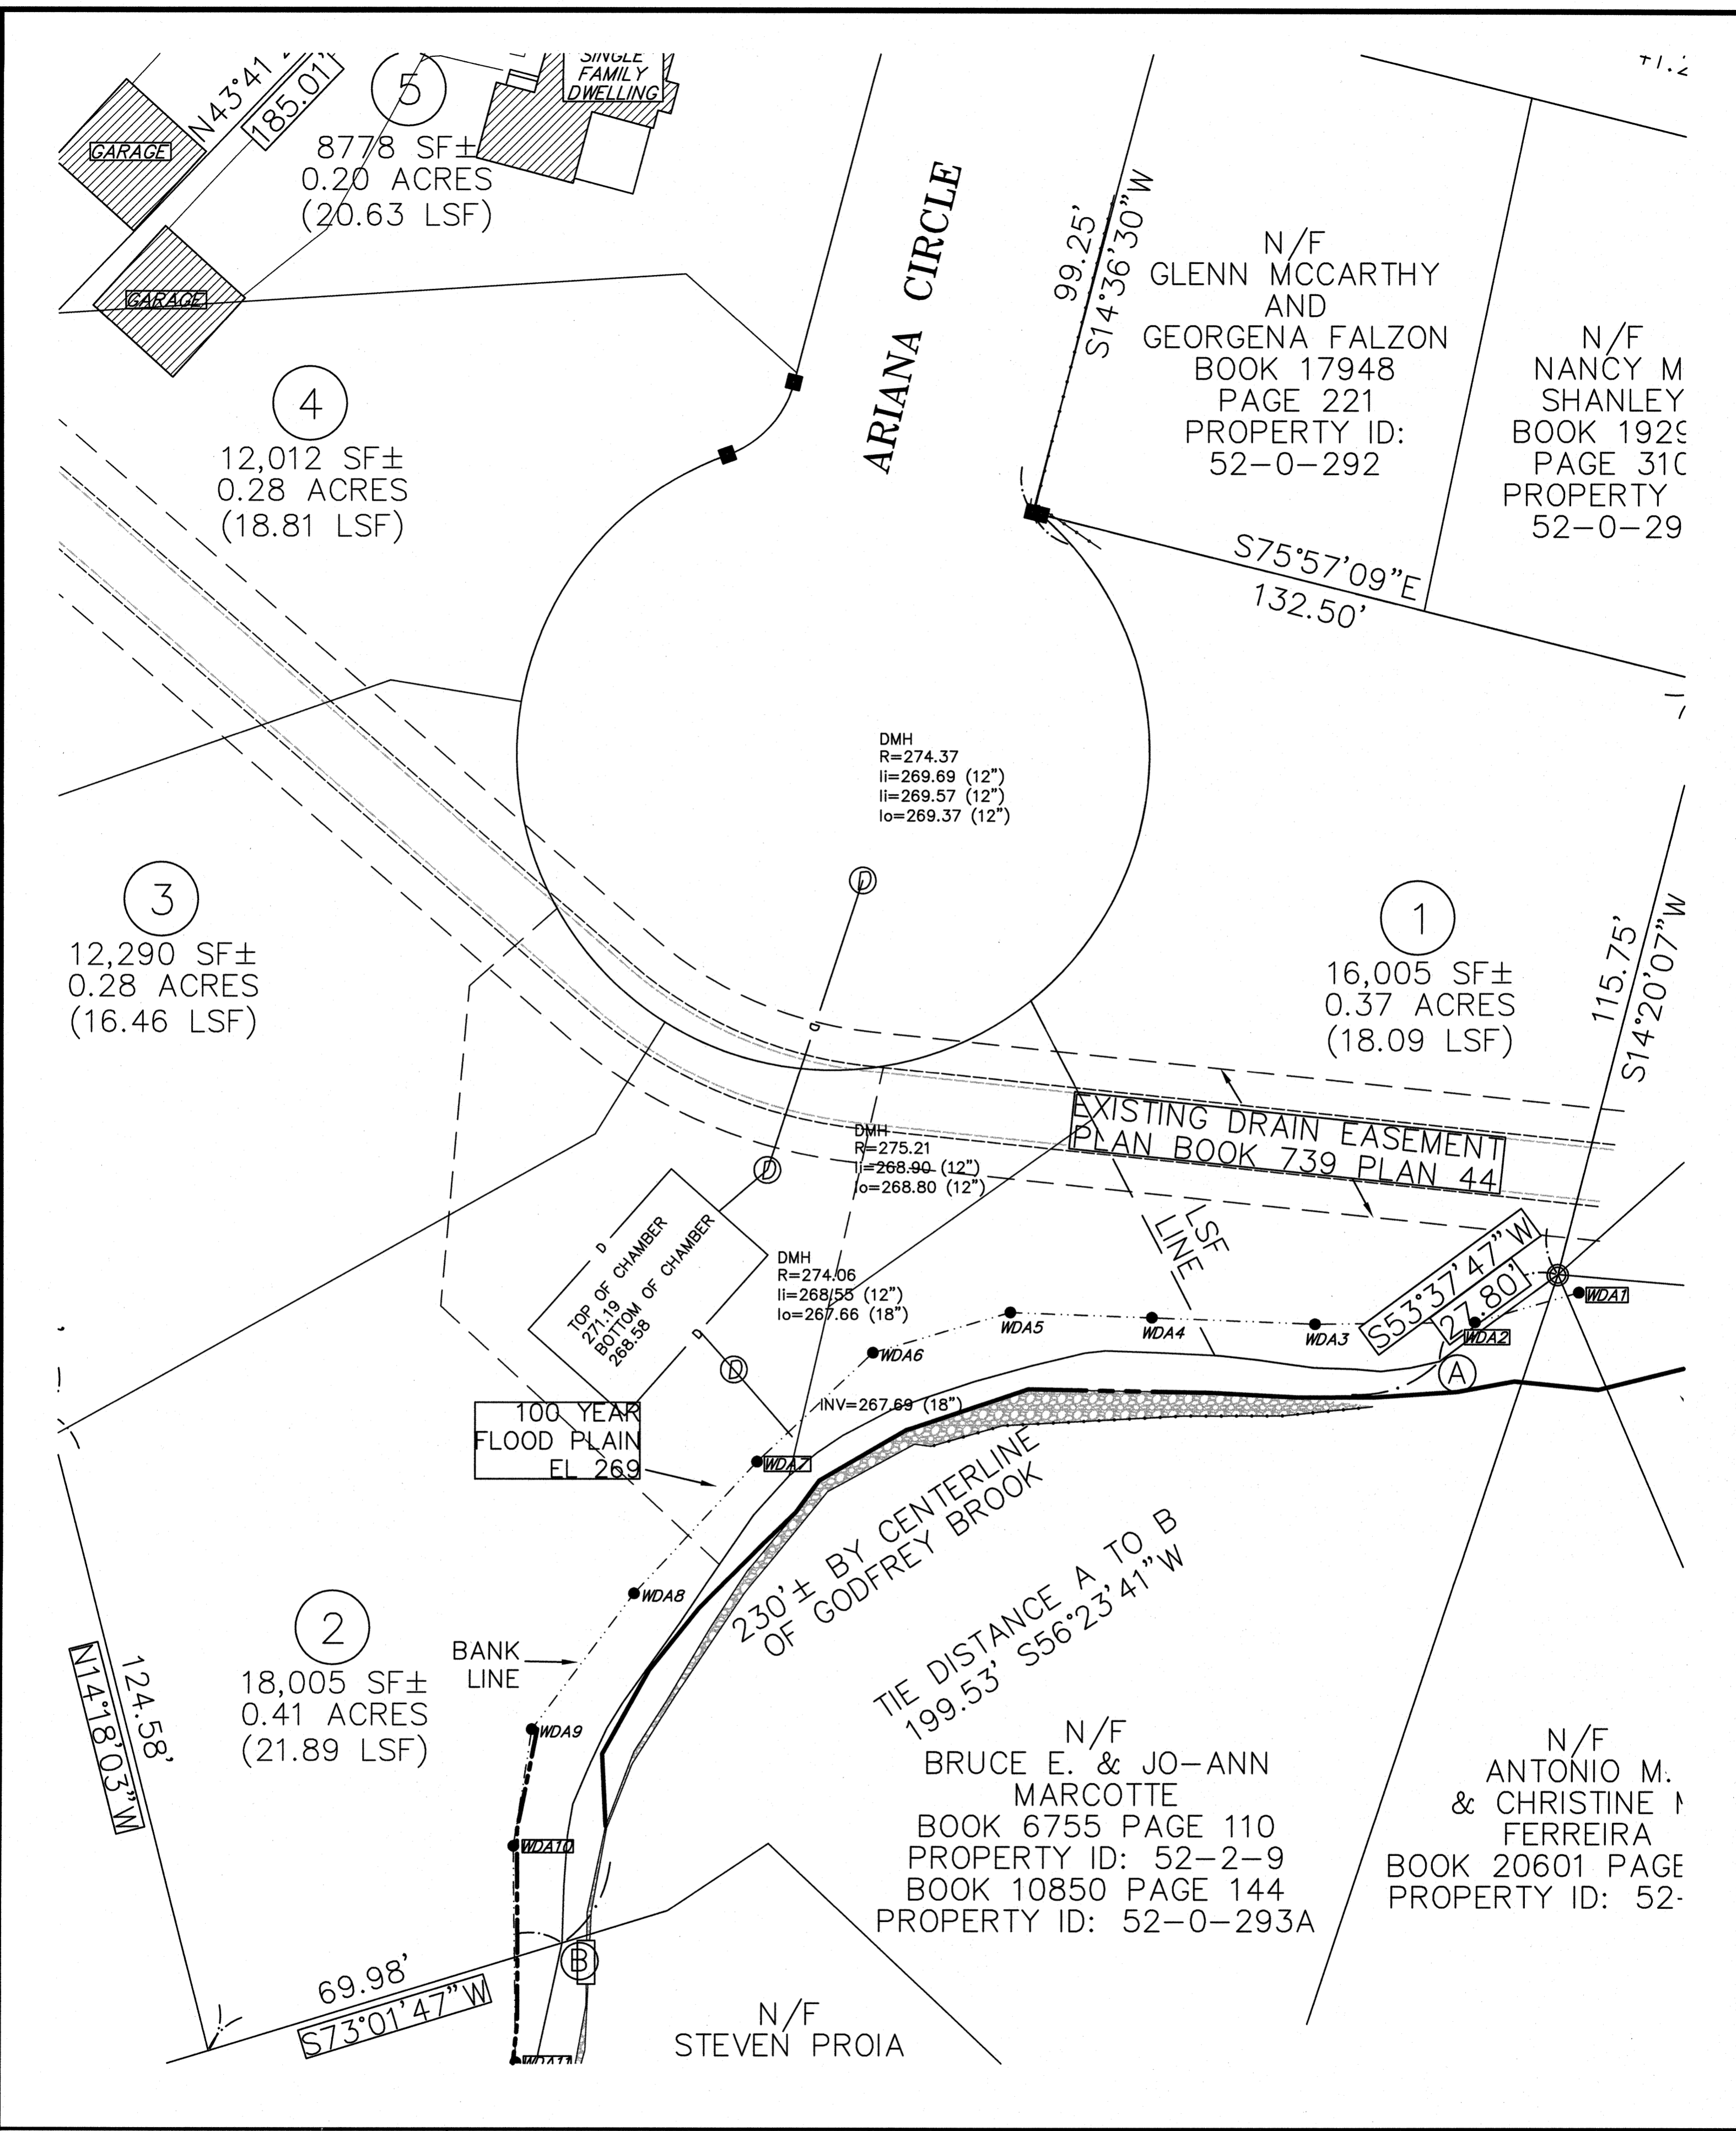 N43°41
185.01'
5
8778 SF±
0.20 ACRES
(20.63 LSF)
SINGLE
FAMILY
DWELLING
GARAGE
GARAGE
4
12,012 SF±
0.28 ACRES
(18.81 LSF)
ARIANA CIRCLE
99.25'
S14°36'30"W
N/F
GLENN MCCARTHY
AND
GEORGENA FALZON
BOOK 17948
PAGE 221
PROPERTY ID:
52-0-292
N/F
NANCY M
SHANLEY
BOOK 1929
PAGE 310
PROPERTY
52-0-29
S75°57'09"E
132.50'
DMH
R=274.37
Ii=269.69 (12")
Ii=269.57 (12")
Io=269.37 (12")
D
3
12,290 SF±
0.28 ACRES
(16.46 LSF)
1
16,005 SF±
0.37 ACRES
(18.09 LSF)
115.75'
S14°20'07"W
D
EXISTING DRAIN EASEMENT
PLAN BOOK 739 PLAN 44
DMH
R=275.21
Ii=268.90 (12")
Io=268.80 (12")
D
LSF
LINE
D
TOP OF CHAMBER
271.19
BOTTOM OF CHAMBER
268.58
D
DMH
R=274.06
Ii=268.55 (12")
Io=267.66 (18")
D
S53°37'47"W
27.80'
WDA1
WDA2
WDA3
WDA4
WDA5
WDA6
A
INV=267.69 (18")
100 YEAR
FLOOD PLAIN
EL 269
WDA7
WDA8
230'± BY CENTERLINE
OF GODFREY BROOK
TIE DISTANCE A TO B
199.53' S56°23'41"W
2
18,005 SF±
0.41 ACRES
(21.89 LSF)
BANK
LINE
WDA9
WDA10
124.58'
N14°18'03"W
N/F
BRUCE E. & JO-ANN
MARCOTTE
BOOK 6755 PAGE 110
PROPERTY ID: 52-2-9
BOOK 10850 PAGE 144
PROPERTY ID: 52-0-293A
N/F
ANTONIO M.
& CHRISTINE
FERREIRA
BOOK 20601 PAGE
PROPERTY ID: 52-
B
69.98'
S73°01'47"W
WDA11
N/F
STEVEN PROIA